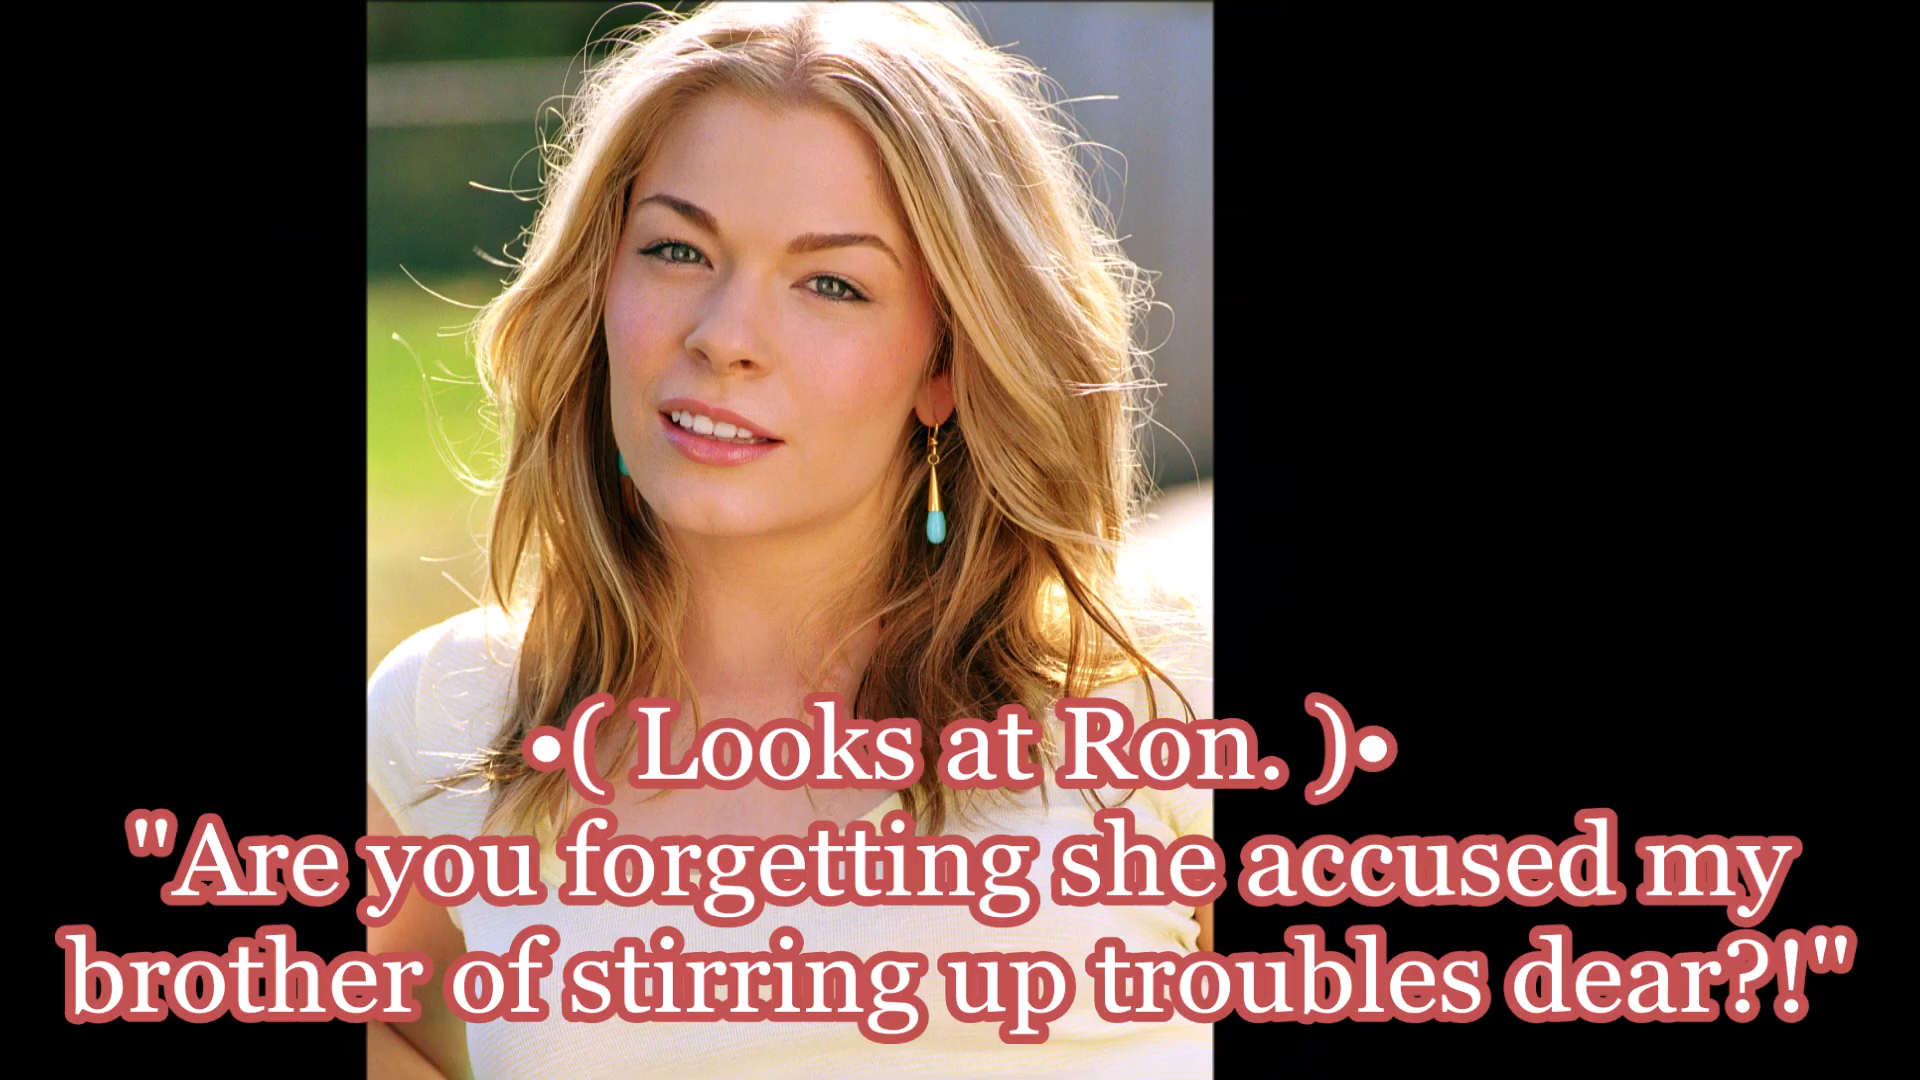 •( Looks at Ron. )•
"Are you forgetting she accused my
brother of stirring up troubles dear?!"